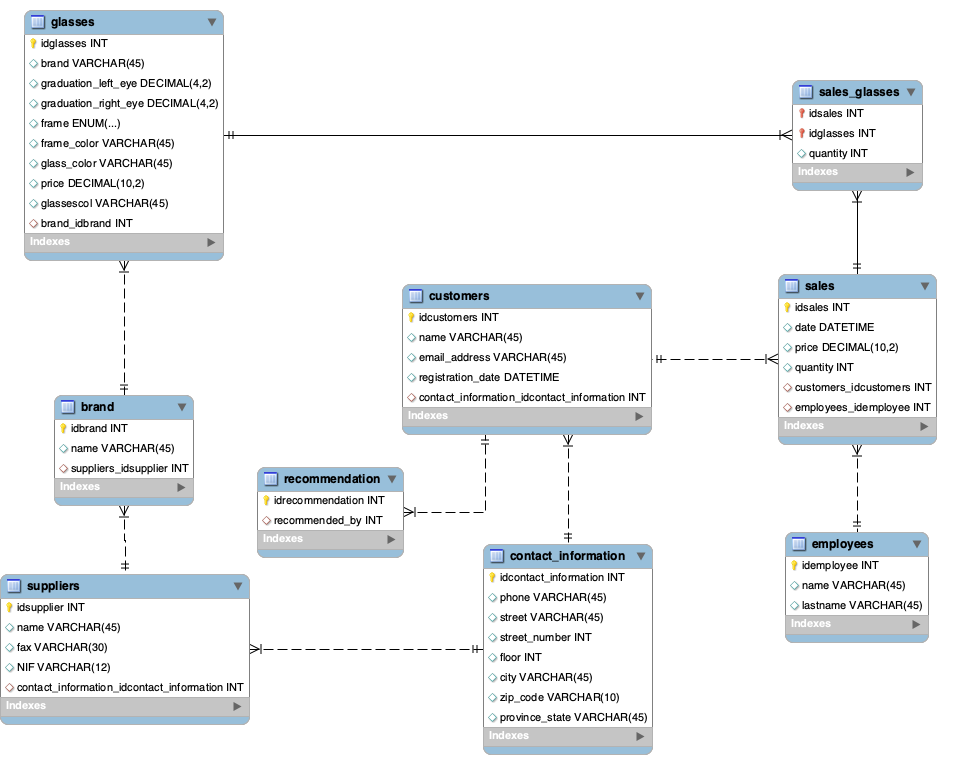 glasses
idglasses INT
brand VARCHAR(45)
graduation_left_eye DECIMAL(4,2)
graduation_right_eye DECIMAL(4,2)
frame ENUM(...)
frame_color VARCHAR(45)
glass_color VARCHAR(45)
price DECIMAL(10,2)
glassescol VARCHAR(45)
brand_idbrand INT
Indexes
sales_glasses
idsales INT
idglasses INT
quantity INT
Indexes
customers
idcustomers INT
name VARCHAR(45)
email_address VARCHAR(45)
registration_date DATETIME
contact_information_idcontact_information INT
Indexes
sales
idsales INT
date DATETIME
price DECIMAL(10,2)
quantity INT
customers_idcustomers INT
employees_idemployee INT
Indexes
brand
idbrand INT
name VARCHAR(45)
suppliers_idsupplier INT
Indexes
recommendation
idrecommendation INT
recommended_by INT
Indexes
suppliers
idsupplier INT
name VARCHAR(45)
fax VARCHAR(30)
NIF VARCHAR(12)
contact_information_idcontact_information INT
Indexes
contact_information
idcontact_information INT
phone VARCHAR(45)
street VARCHAR(45)
street_number INT
floor INT
city VARCHAR(45)
zip_code VARCHAR(10)
province_state VARCHAR(45)
Indexes
employees
idemployee INT
name VARCHAR(45)
lastname VARCHAR(45)
Indexes